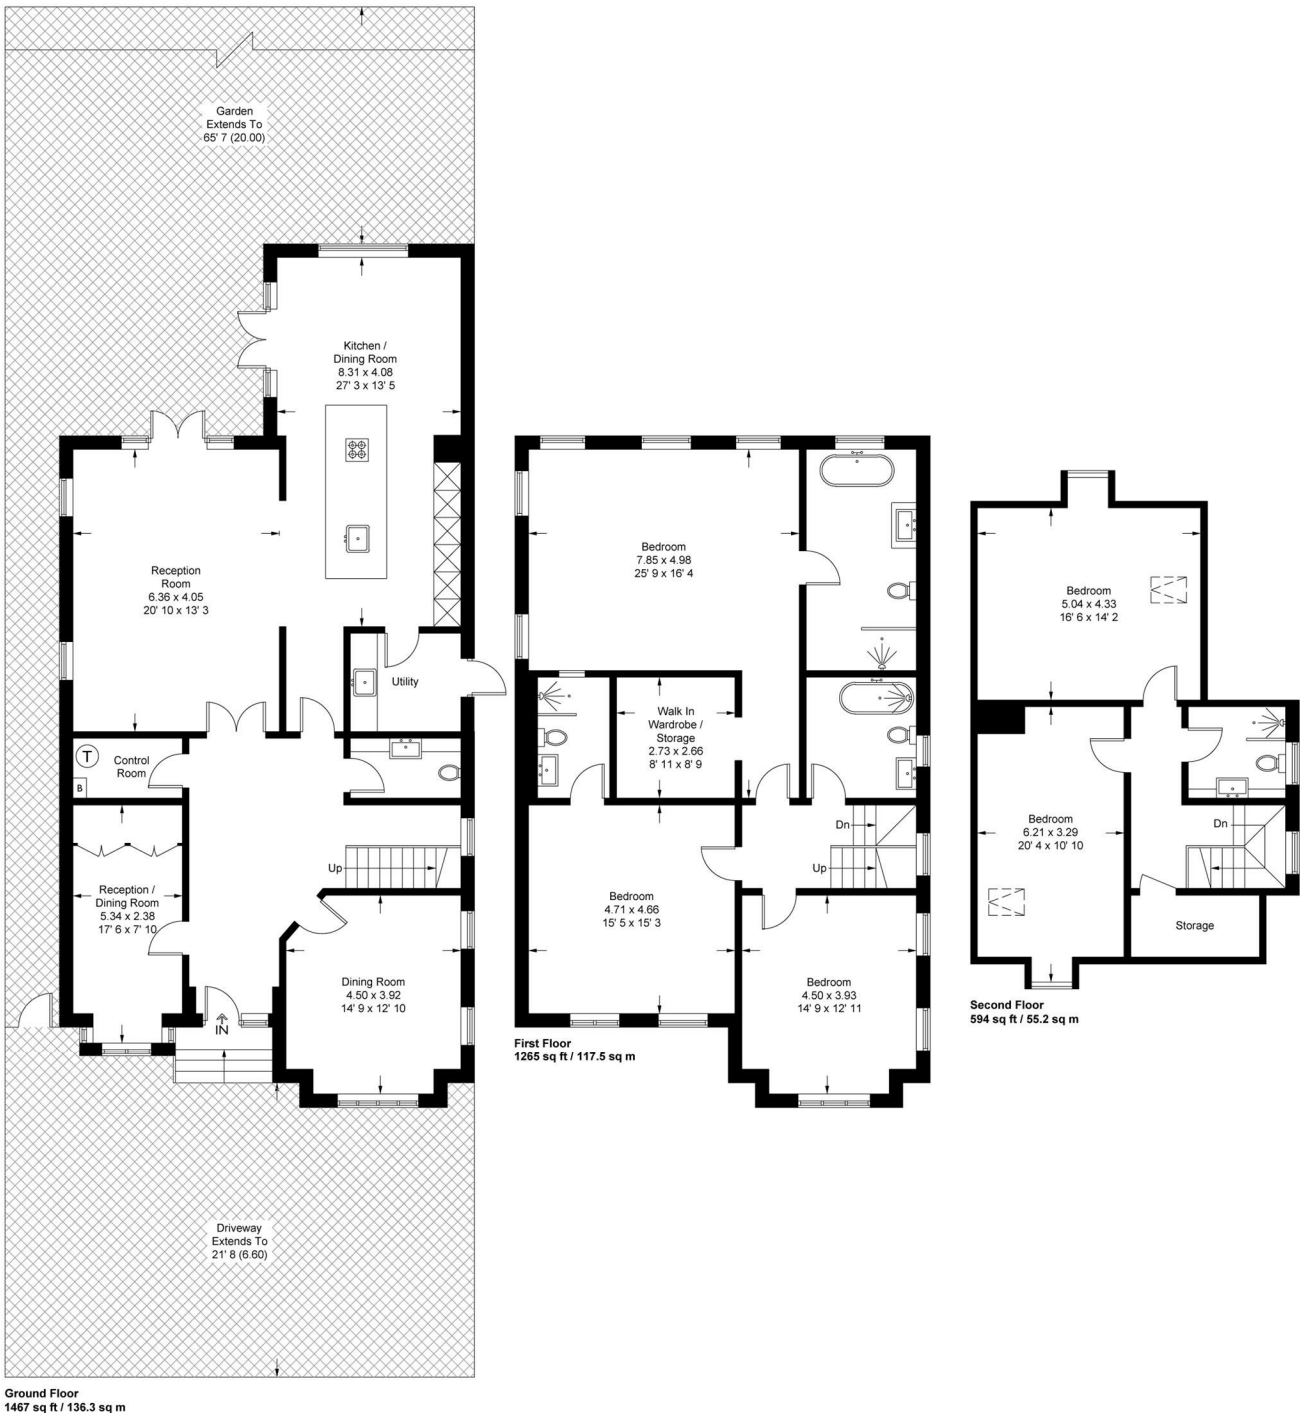 Garden
Extends To
65' 7 (20.00)
Kitchen /
Dining Room
8.31 x 4.08
27' 3 x 13' 5
Reception
Room
6.36 x 4.05
20' 10 x 13' 3
Utility
T
Control
Room
B
Up
Reception /
Dining Room
5.34 x 2.38
17' 6 x 7' 10
Dining Room
4.50 x 3.92
14' 9 x 12' 10
IN
Driveway
Extends To
21' 8 (6.60)
Ground Floor
1467 sq ft / 136.3 sq m
Bedroom
7.85 x 4.98
25' 9 x 16' 4
Walk In
Wardrobe /
Storage
2.73 x 2.66
8' 11 x 8' 9
Dn
Up
Bedroom
4.71 x 4.66
15' 5 x 15' 3
Bedroom
4.50 x 3.93
14' 9 x 12' 11
First Floor
1265 sq ft / 117.5 sq m
Bedroom
5.04 x 4.33
16' 6 x 14' 2
Bedroom
6.21 x 3.29
20' 4 x 10' 10
Dn
Storage
Second Floor
594 sq ft / 55.2 sq m